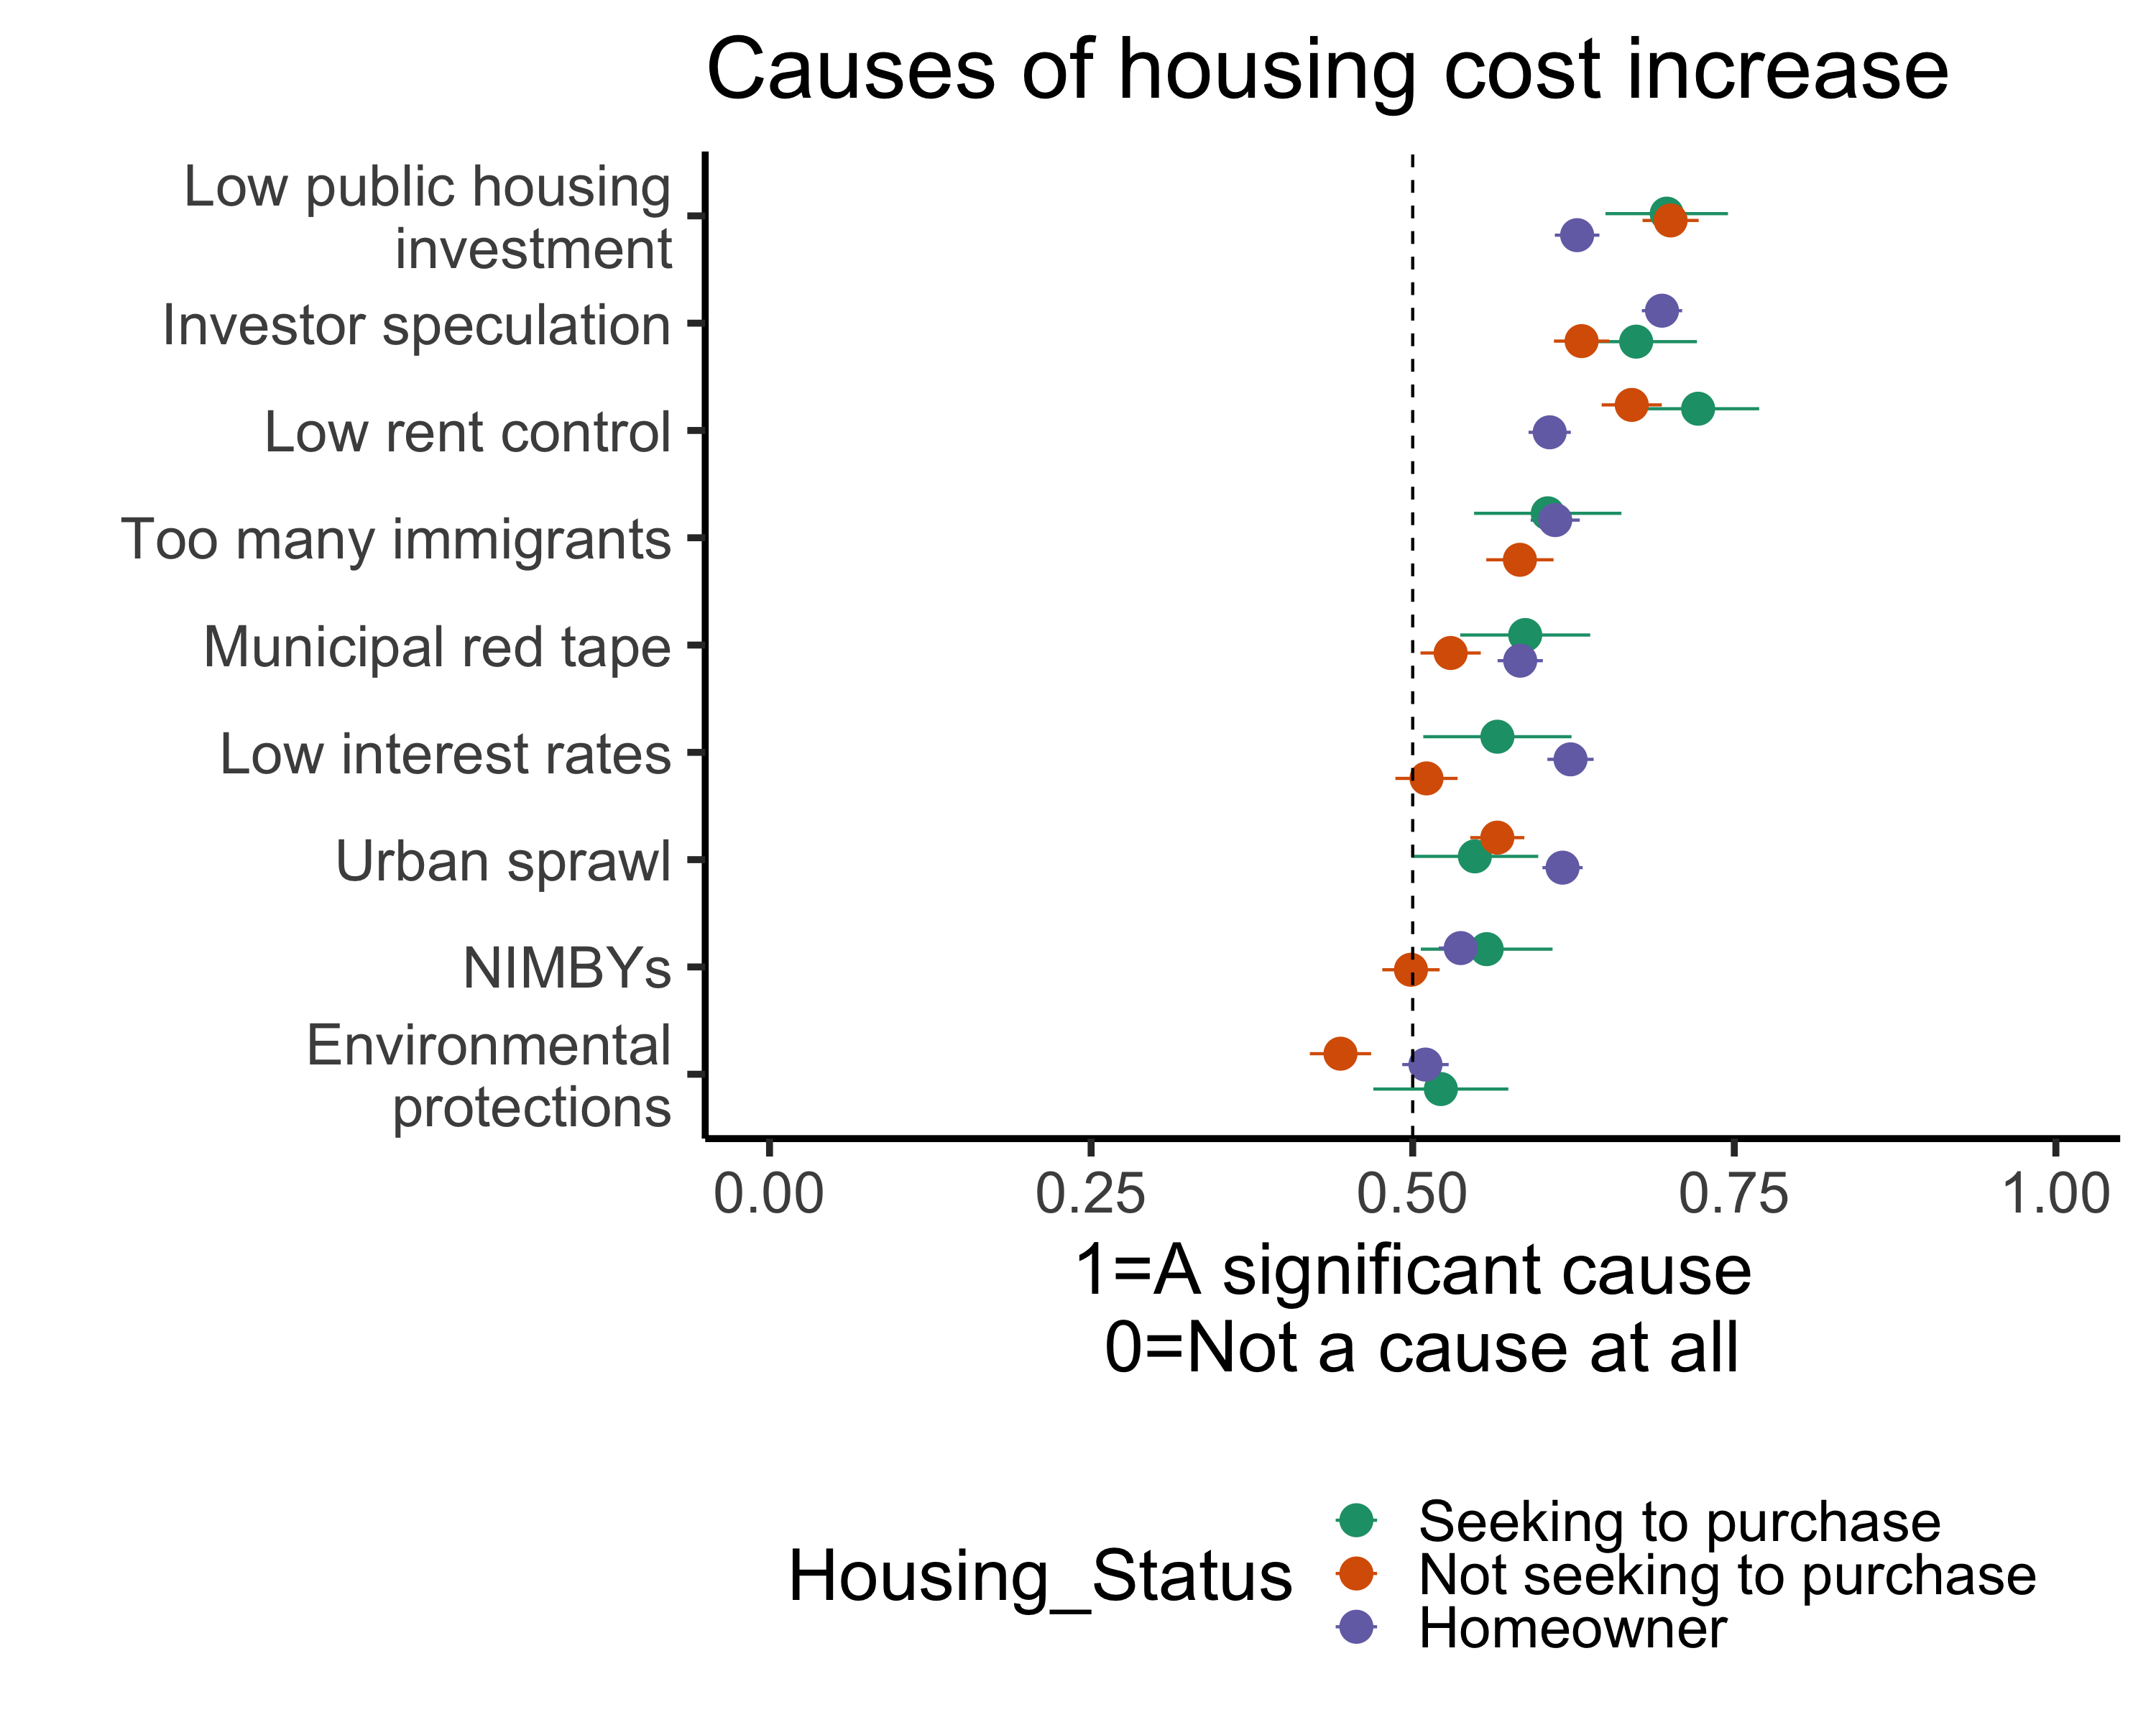 Causes of housing cost increase
Low public housing
investment
Investor speculation
Low rent control
Too many immigrants
Municipal red tape
Low interest rates
Urban sprawl
NIMBYs
Environmental
protections
0.00 0.25 0.50 0.75 1.00
1=A significant cause
0=Not a cause at all
Housing_Status
Seeking to purchase
Not seeking to purchase
Homeowner